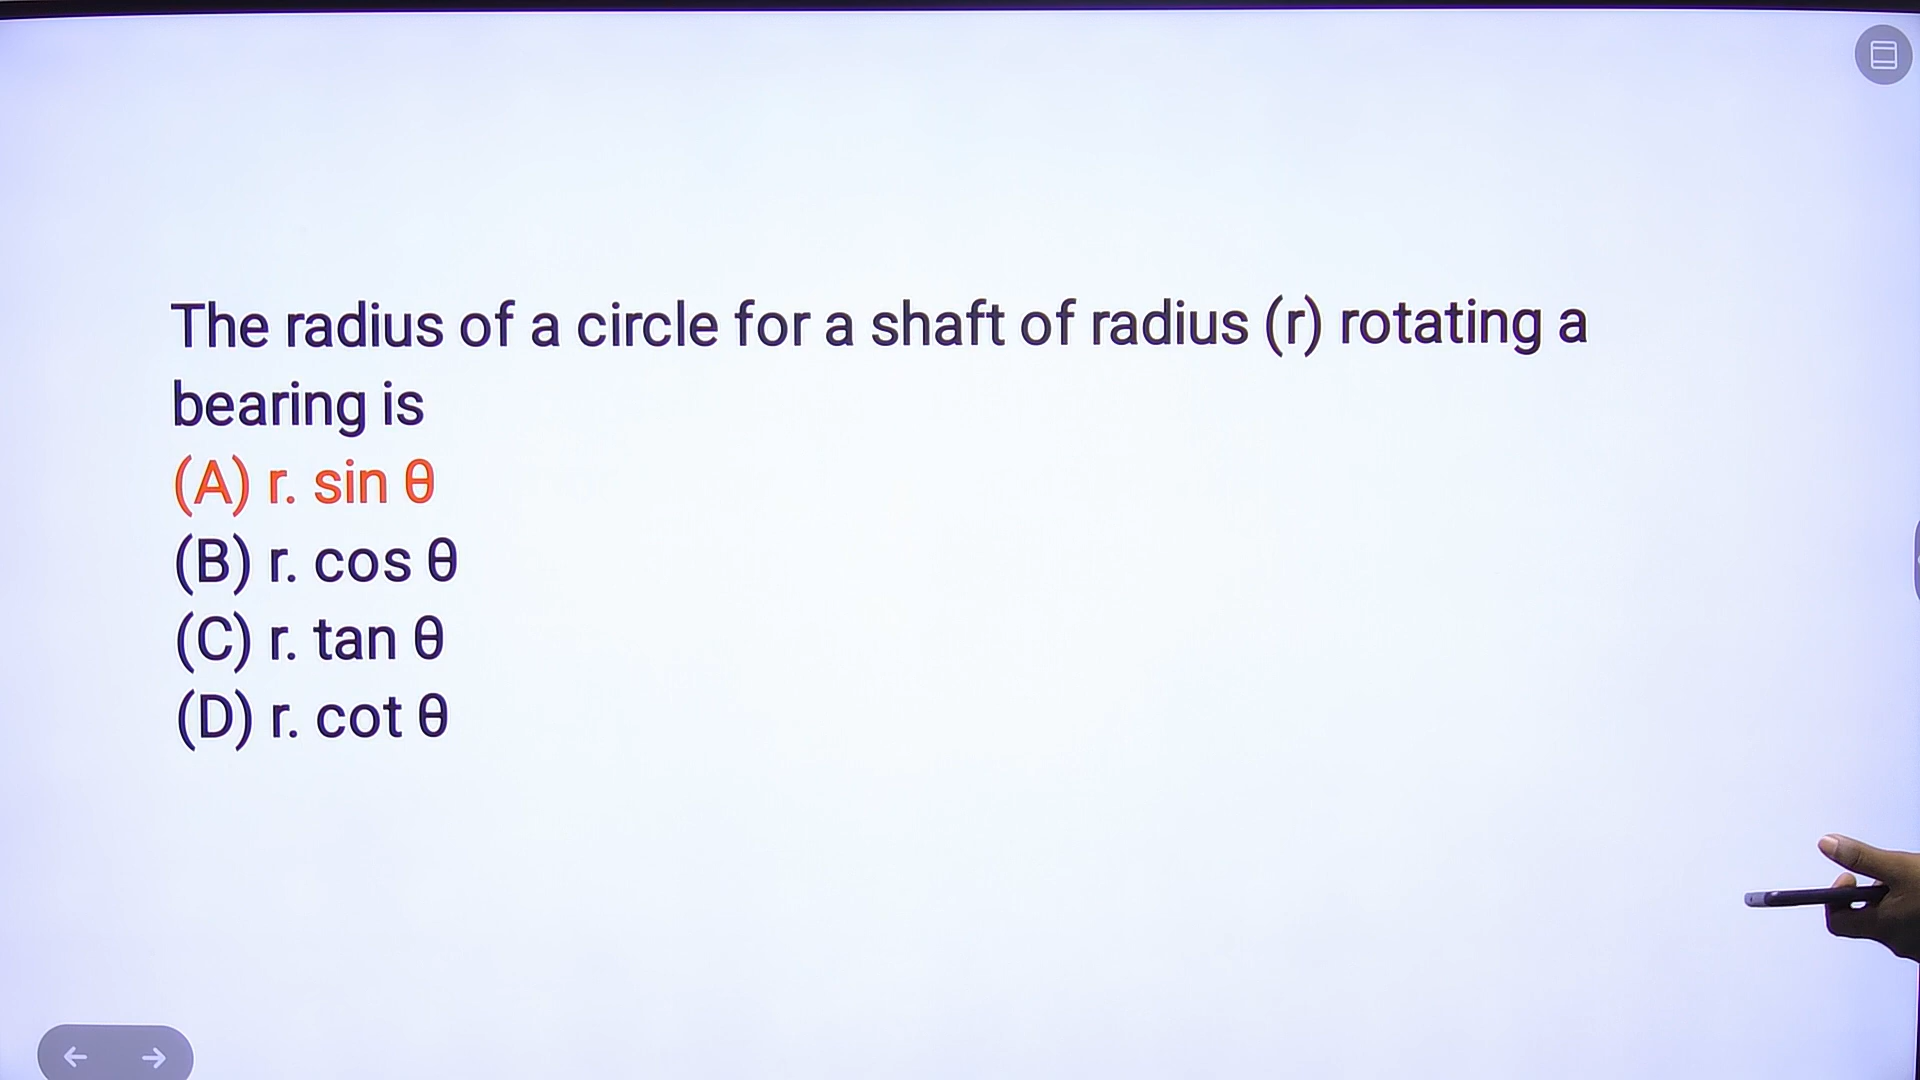 The radius of a circle for a shaft of radius (r) rotating a
bearing is
(A) r. sin θ
(B) r. cos θ
(C) r. tan θ
(D) r. cot θ